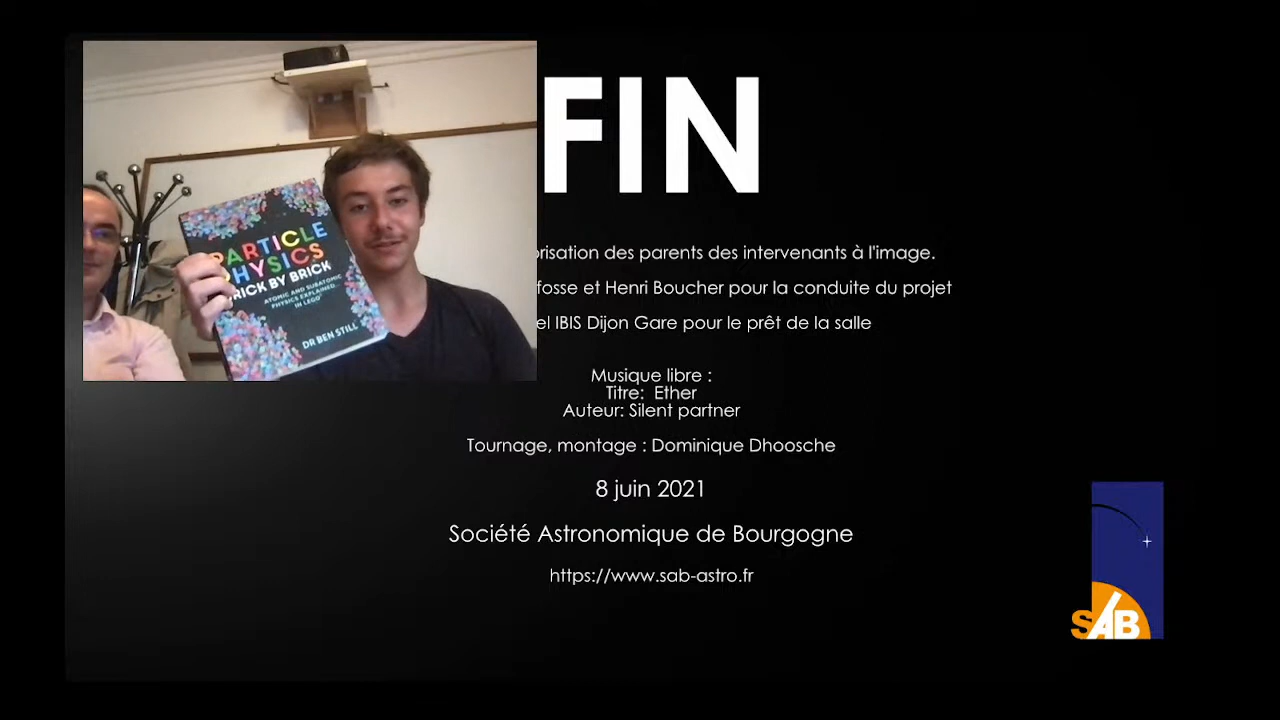 FIN
PARTICLE
PHYSICS
BRICK BY BRICK
ATOMIC AND SUBATOMIC
PHYSICS EXPLAINED...
IN LEGO
DR BEN STILL
des parents des intervenants à l'image.
et Henri Boucher pour la conduite du projet
IBIS Dijon Gare pour le prêt de la salle
Musique libre :
Titre: Ether
Auteur: Silent partner
Tournage, montage : Dominique Dhoosche
8 juin 2021
Société Astronomique de Bourgogne
https://www.sab-astro.fr
SAB